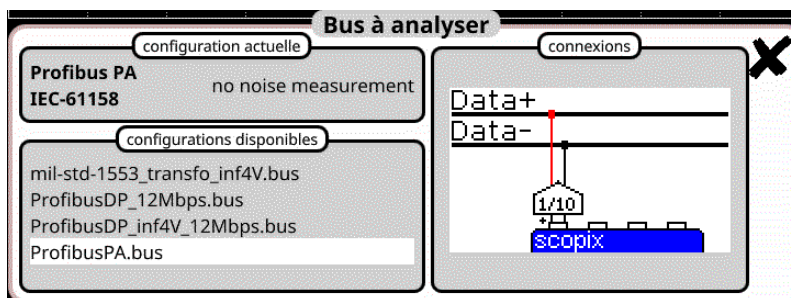 Bus à analyser
configuration actuelle
Profibus PA
IEC-61158
no noise measurement
configurations disponibles
mil-std-1553_transfo_inf4V.bus
ProfibusDP_12Mbps.bus
ProfibusDP_inf4V_12Mbps.bus
ProfibusPA.bus
connexions
Data+
Data-
1/10
+
scopix